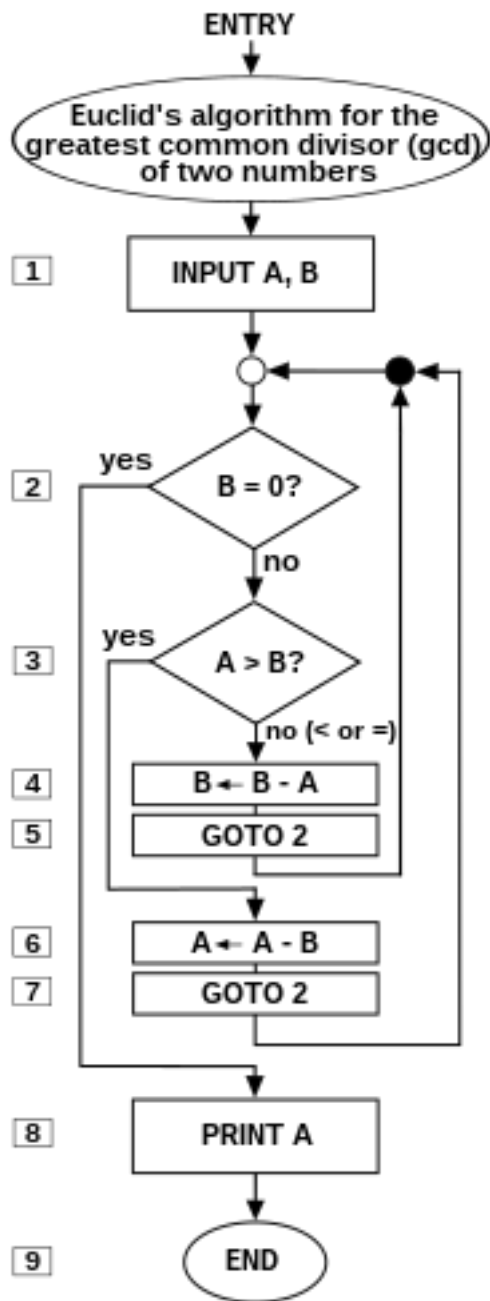 ENTRY
Euclid's algorithm for the
greatest common divisor (gcd)
of two numbers
1
INPUT A, B
yes
2
B = 0?
no
yes
3
A > B?
no (< or =)
4
B ← B - A
5
GOTO 2
6
A ← A - B
7
GOTO 2
8
PRINT A
9
END